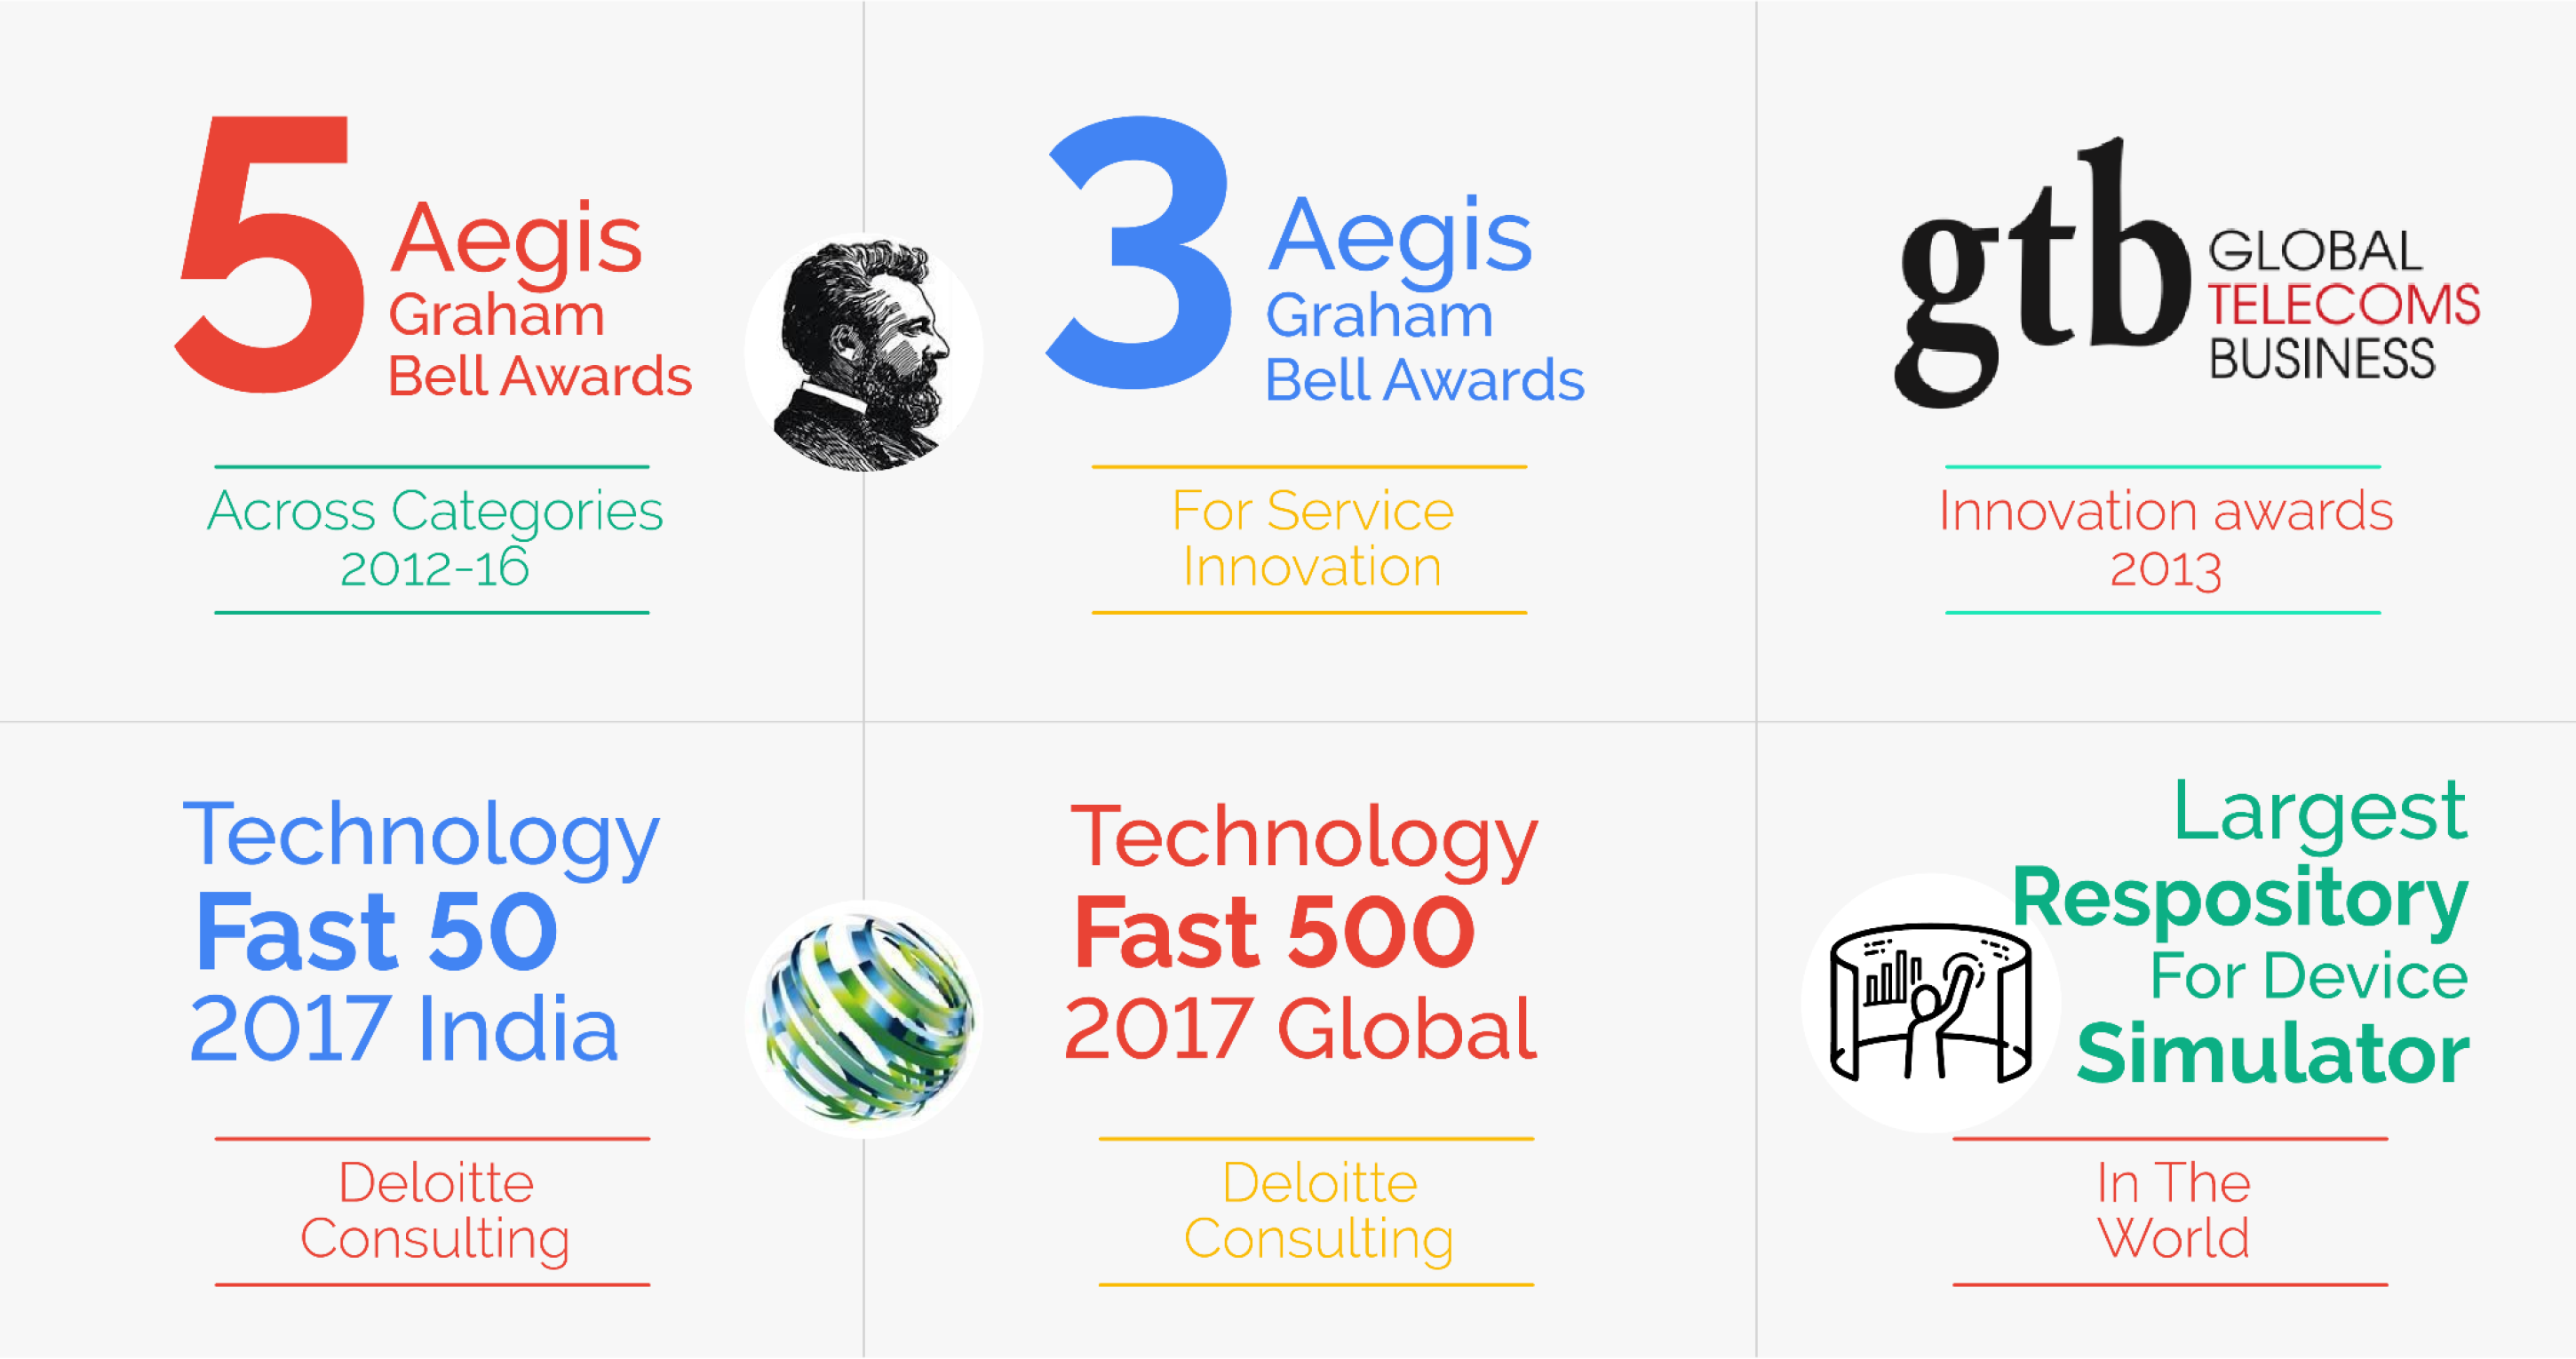 5 Aegis
Graham
Bell Awards
Across Categories
2012-16
3 Aegis
Graham
Bell Awards
For Service
Innovation
gtb GLOBAL
TELECOMS
BUSINESS
Innovation awards
2013
Technology
Fast 50
2017 India
Deloitte
Consulting
Technology
Fast 500
2017 Global
Deloitte
Consulting
Largest
Respository
For Device
Simulator
In The
World